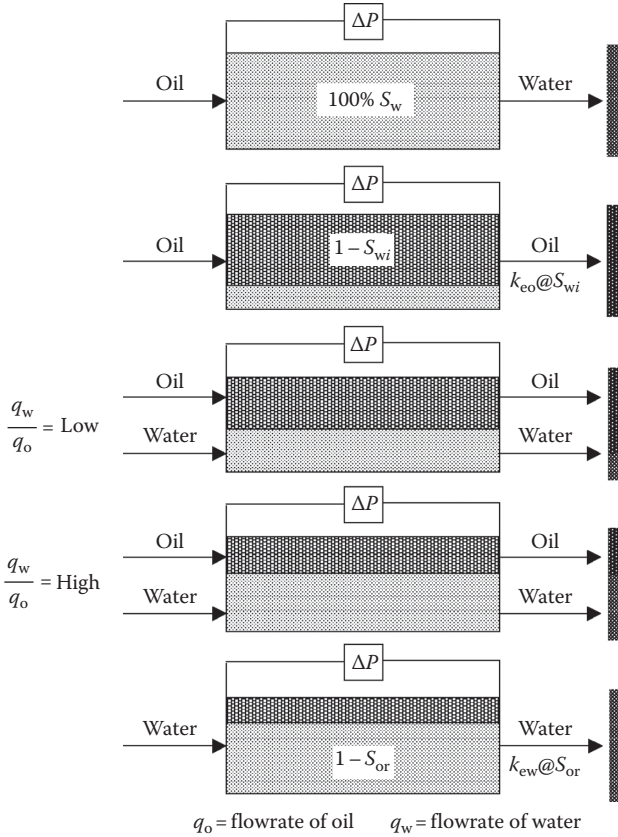 ΔP
Oil
100% S_w
Water
ΔP
Oil
1 – S_wi
Oil
k_eo@S_wi
ΔP
Oil
Oil
q_w/q_o = Low
Water
Water
ΔP
Oil
Oil
q_w/q_o = High
Water
Water
ΔP
Water
1 – S_or
Water
k_ew@S_or
q_o = flowrate of oil q_w = flowrate of water